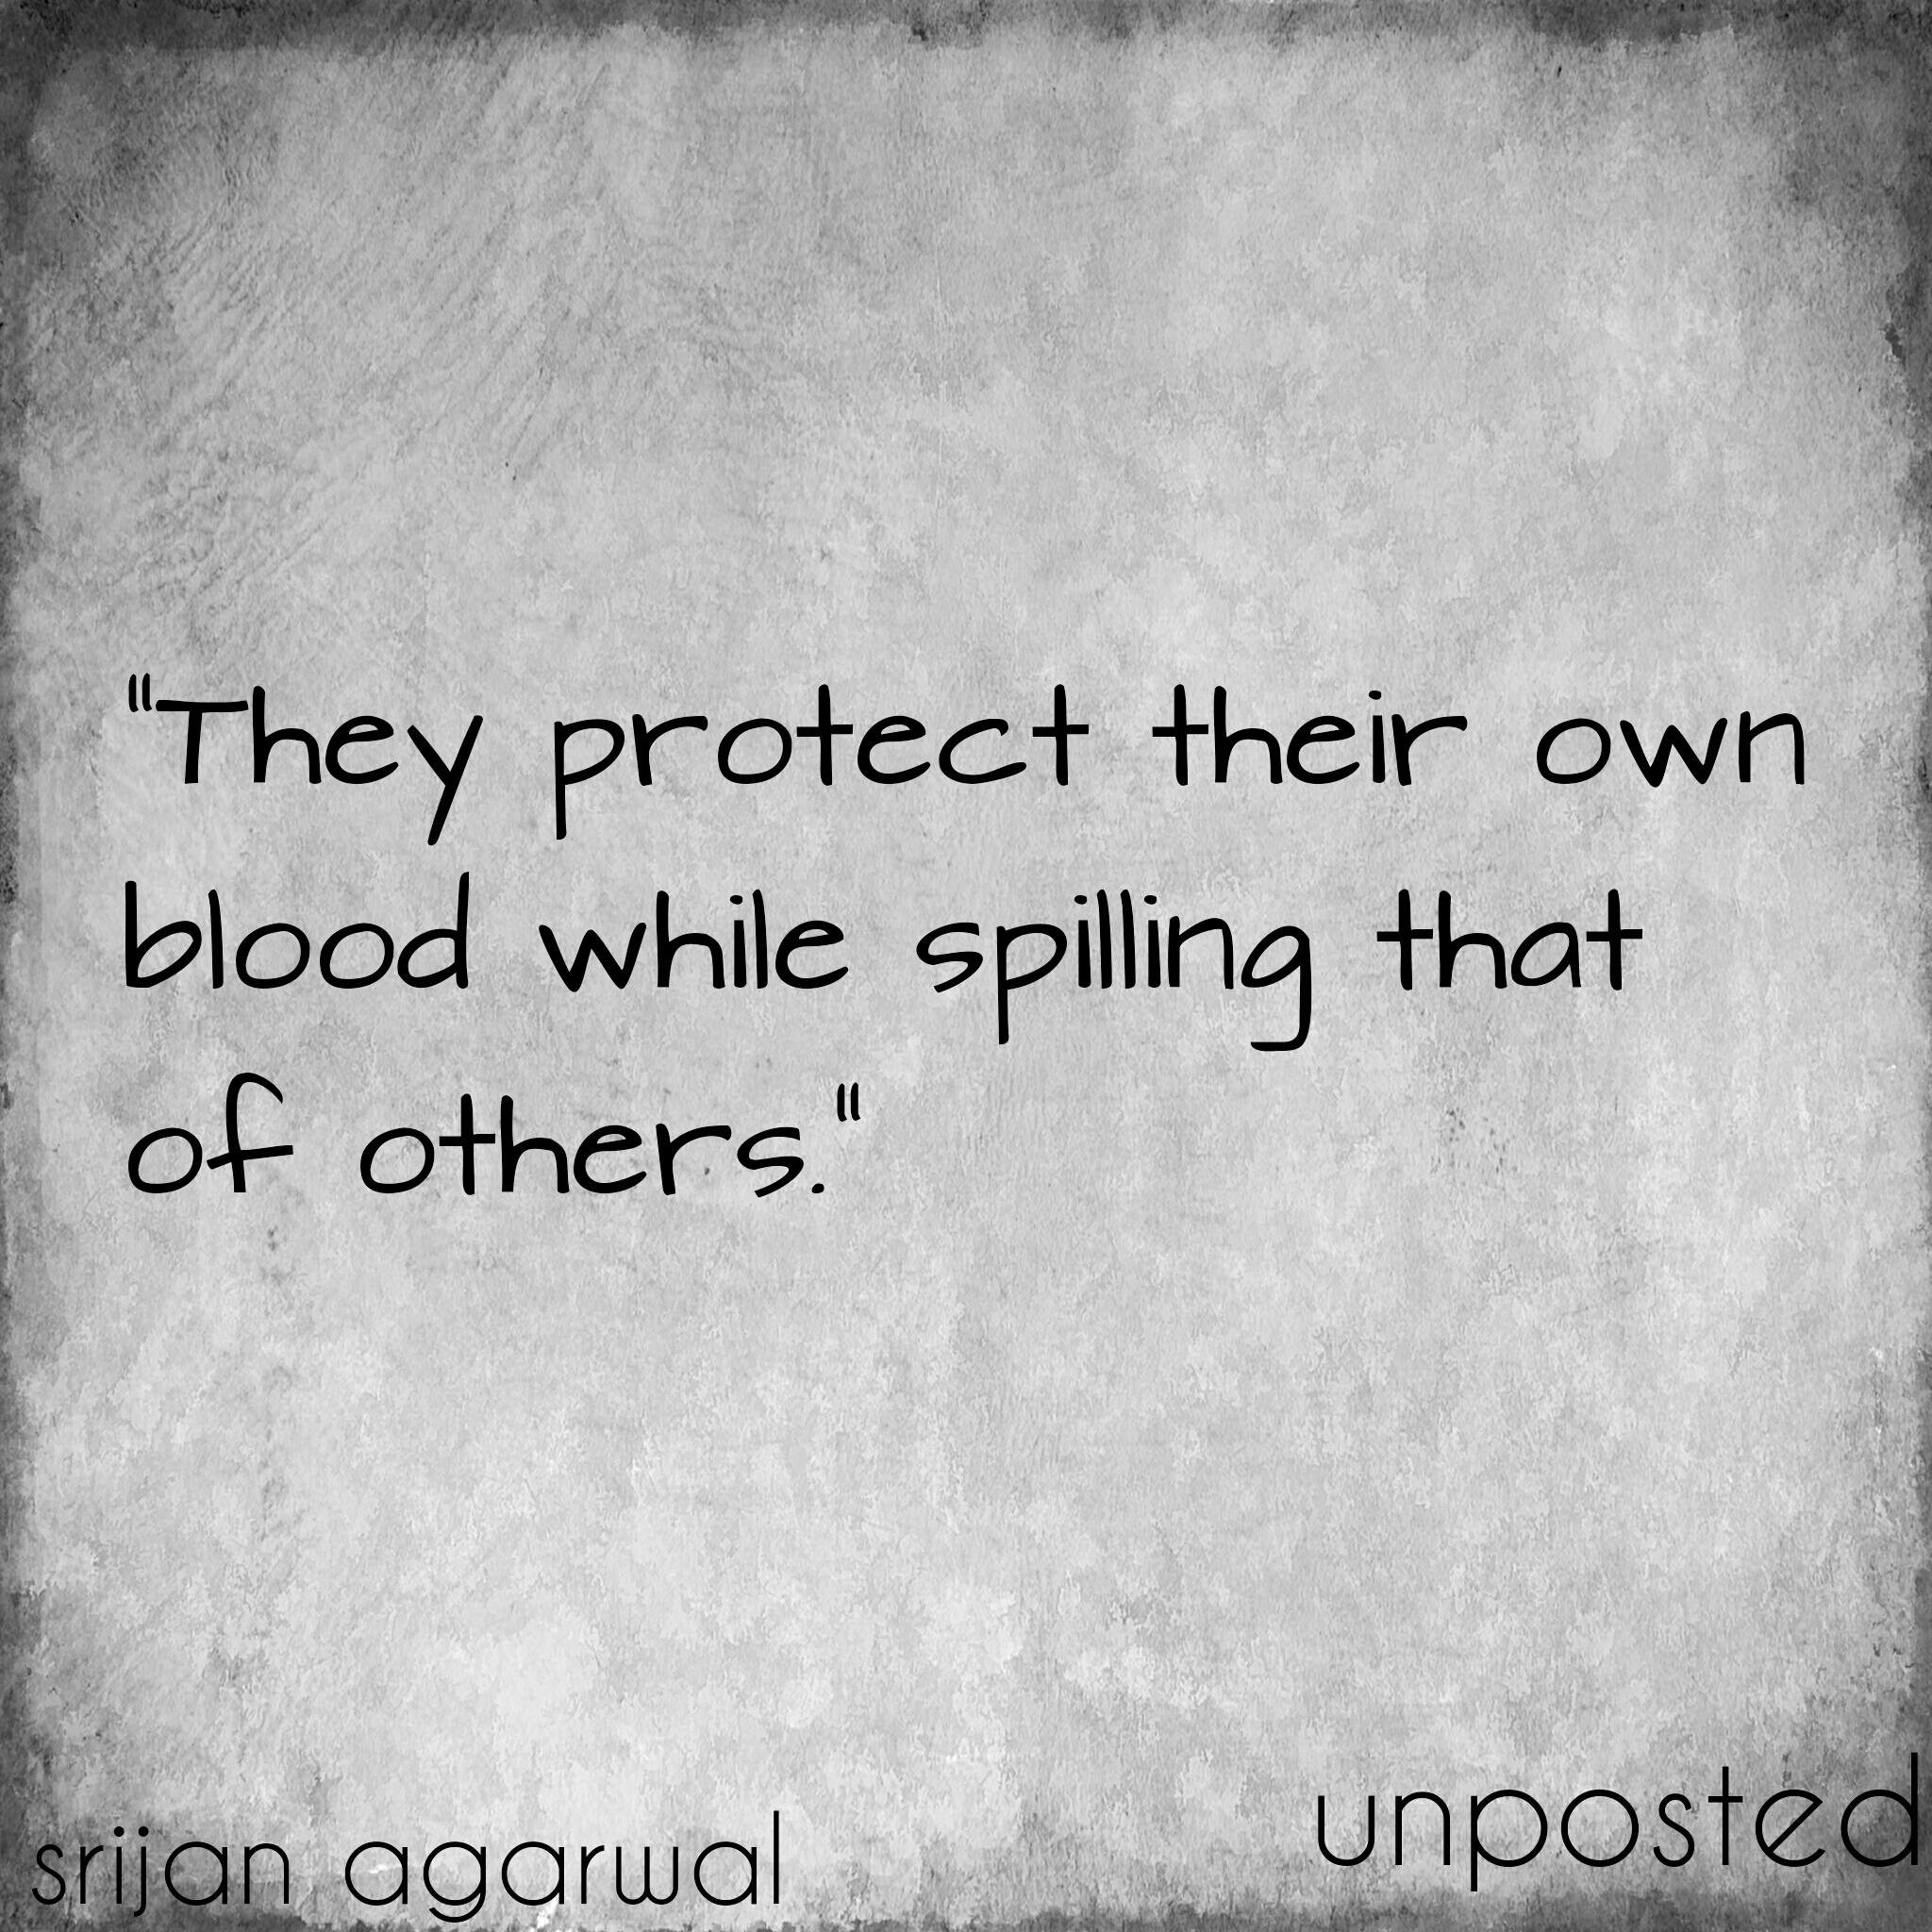 "They protect their own
blood while spilling that
of others."
srijan agarwal
unposted